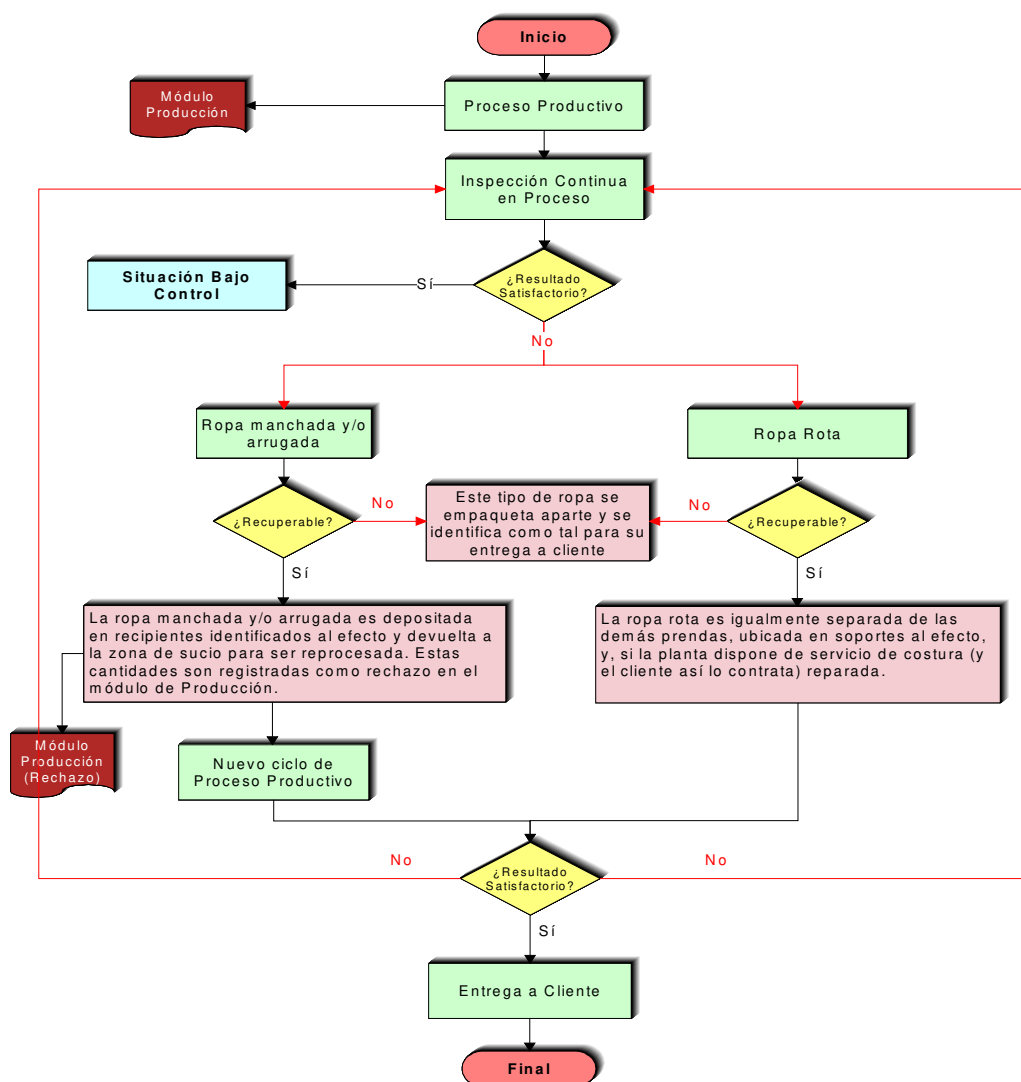 Inicio
Módulo
Producción
Proceso Productivo
Inspección Continua
en Proceso
Situación Bajo
Control
Sí
¿Resultado
Satisfactorio?
No
Ropa manchada y/o
arrugada
Ropa Rota
¿Recuperable?
No
Este tipo de ropa se
empaqueta aparte y se
identifica como tal para su
entrega a cliente
No
¿Recuperable?
Sí
Sí
La ropa manchada y/o arrugada es depositada
en recipientes identificados al efecto y devuelta a
la zona de sucio para ser reprocesada. Estas
cantidades son registradas como rechazo en el
módulo de Producción.
La ropa rota es igualmente separada de las
demás prendas, ubicada en soportes al efecto,
y, si la planta dispone de servicio de costura (y
el cliente así lo contrata) reparada.
Módulo
Producción
(Rechazo)
Nuevo ciclo de
Proceso Productivo
No
¿Resultado
Satisfactorio?
No
Sí
Entrega a Cliente
Final